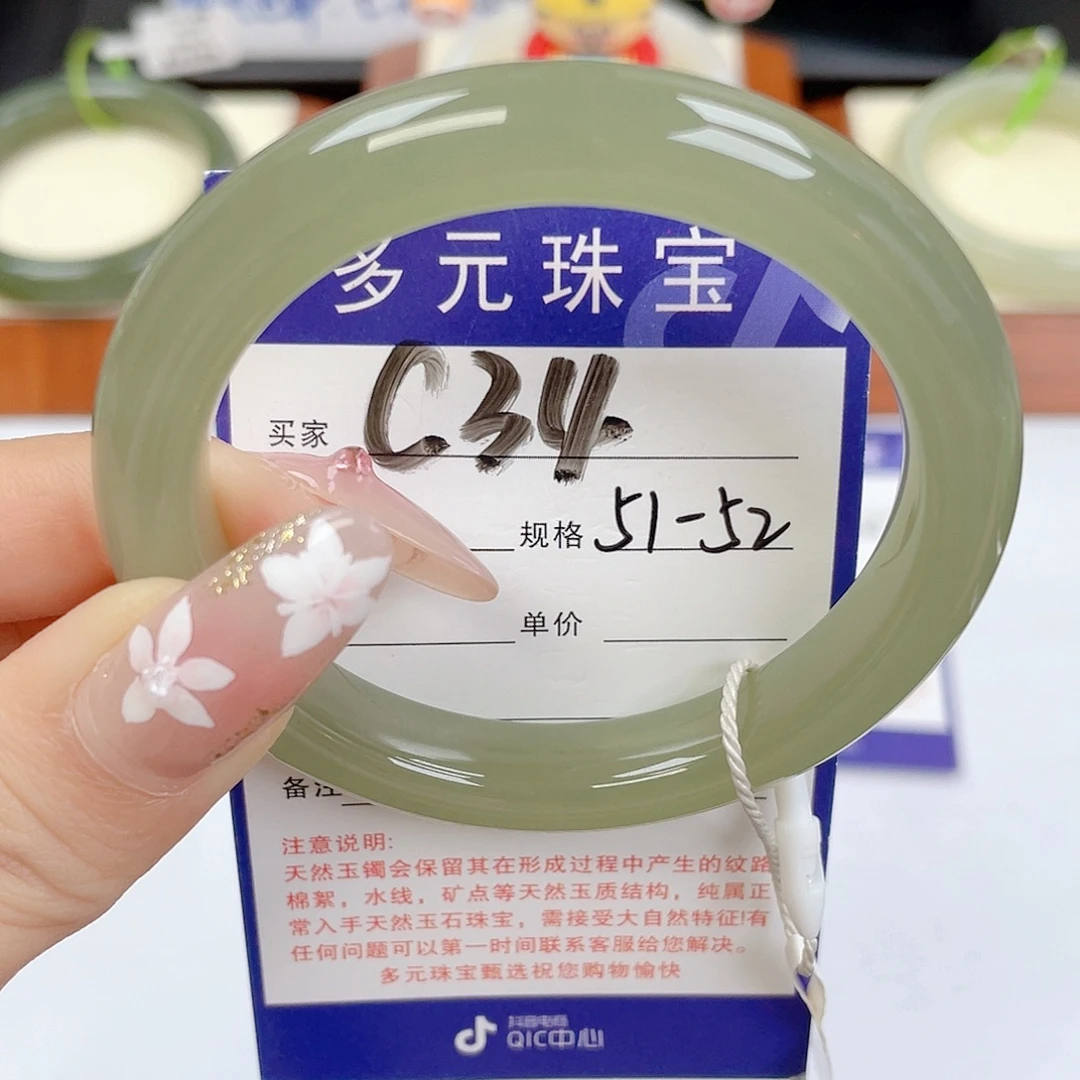 多元珠宝
买家 C.34
规格 51-52
单价
备注
注意说明:
天然玉镯会保留其在形成过程中产生的纹路
棉絮，水线，矿点等天然玉质结构，纯属正
常入手天然玉石珠宝，需接受大自然特征!有
任何问题可以第一时间联系客服给您解决。
多元珠宝甄选祝您购物愉快
抖音电商
QIC中心